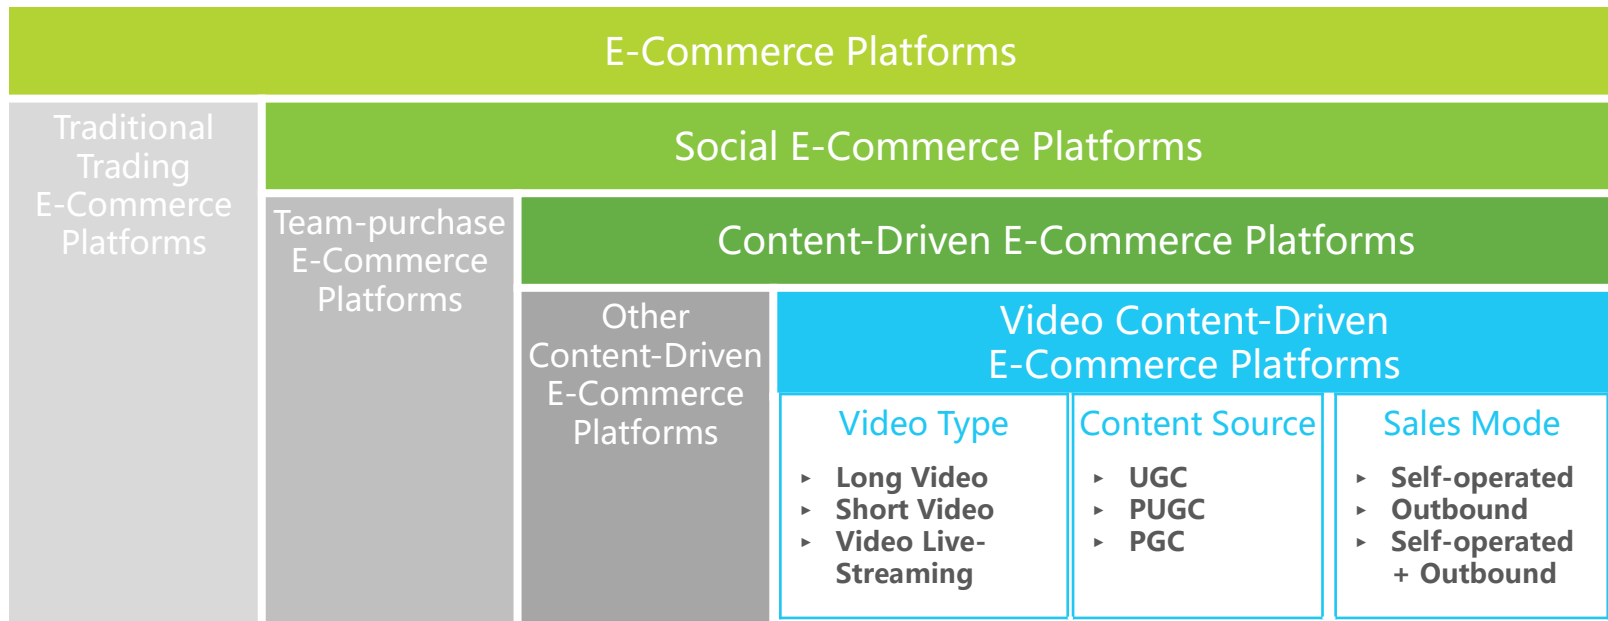 E-Commerce Platforms
Traditional
Trading
E-Commerce
Platforms
Social E-Commerce Platforms
Team-purchase
E-Commerce
Platforms
Content-Driven E-Commerce Platforms
Other
Content-Driven
E-Commerce
Platforms
Video Content-Driven
E-Commerce Platforms
Video Type
▸ Long Video
▸ Short Video
▸ Video Live-
Streaming
Content Source
▸ UGC
▸ PUGC
▸ PGC
Sales Mode
▸ Self-operated
▸ Outbound
▸ Self-operated
+ Outbound